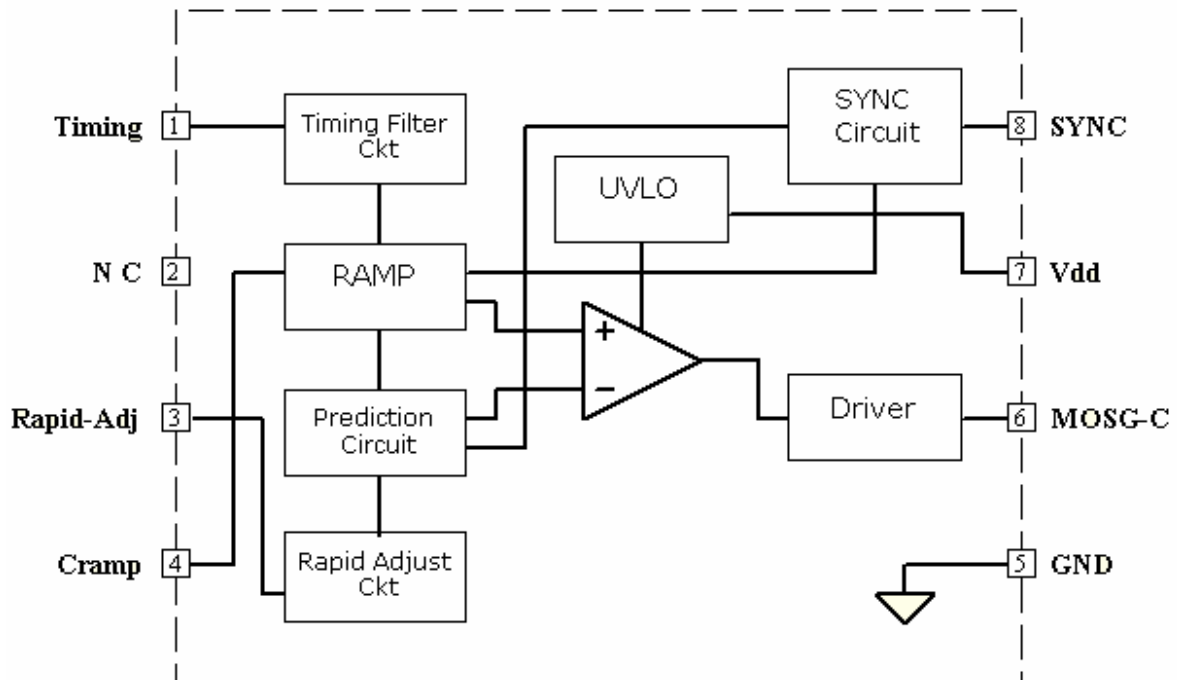 Timing
1
Timing Filter
Ckt
SYNC
Circuit
8
SYNC
UVLO
N C
2
RAMP
7
Vdd
+
−
Rapid-Adj
3
Prediction
Circuit
Driver
6
MOSG-C
Cramp
4
Rapid Adjust
Ckt
5
GND